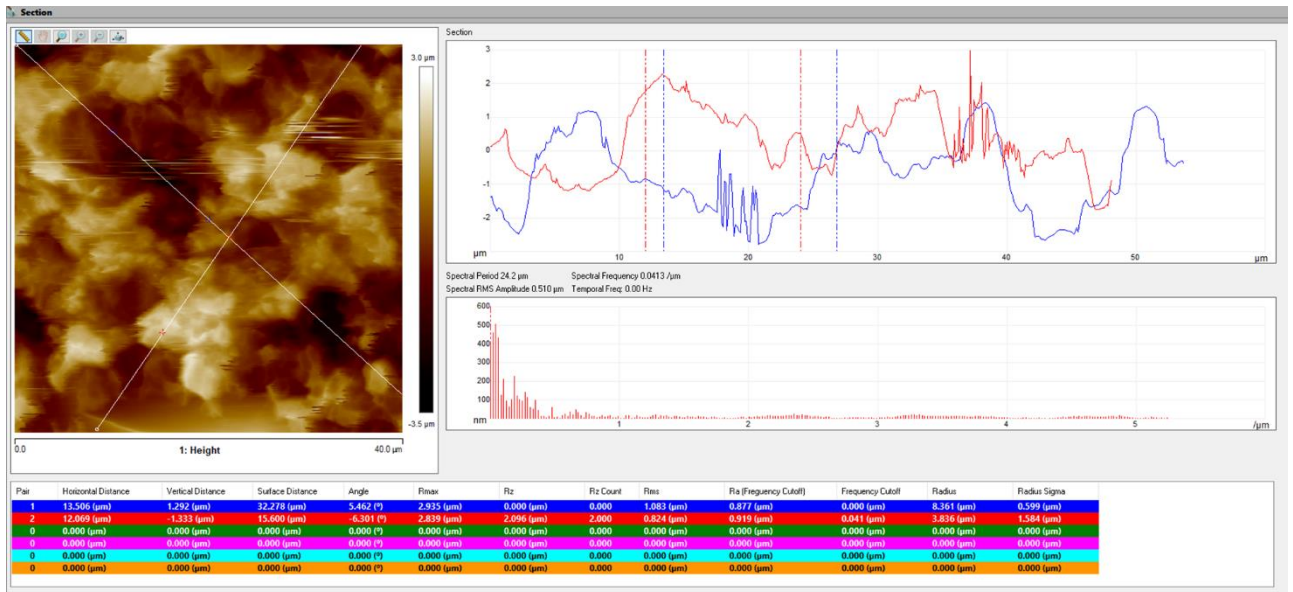 Section
Section
3.0 µm
-3.5 µm
0.0
1: Height
40.0 µm
3
2
1
0
-1
-2
µm
10
20
30
40
50
µm
Spectral Period 24.2 µm Spectral Frequency 0.0413 /µm
Spectral RMS Amplitude 0.510 µm Temporal Freq: 0.00 Hz
600
500
400
300
200
100
nm
1
2
3
4
5
/µm
Pair Horizontal Distance Vertical Distance Surface Distance Angle Rmax Rz Rz Count Rms Ra (Freguency Cutoff) Frequency Cutoff Radius Radius Sigma
1 13.506 (µm) 1.292 (µm) 32.278 (µm) 5.462 (º) 2.935 (µm) 0.000 (µm) 0.000 1.083 (µm) 0.877 (µm) 0.000 (µm) 8.361 (µm) 0.599 (µm)
2 12.069 (µm) -1.333 (µm) 15.600 (µm) -6.301 (º) 2.839 (µm) 2.096 (µm) 2.000 0.824 (µm) 0.919 (µm) 0.041 (µm) 3.836 (µm) 1.584 (µm)
0 0.000 (µm) 0.000 (µm) 0.000 (µm) 0.000 (º) 0.000 (µm) 0.000 (µm) 0.000 0.000 (µm) 0.000 (µm) 0.000 (µm) 0.000 (µm) 0.000 (µm)
0 0.000 (µm) 0.000 (µm) 0.000 (µm) 0.000 (º) 0.000 (µm) 0.000 (µm) 0.000 0.000 (µm) 0.000 (µm) 0.000 (µm) 0.000 (µm) 0.000 (µm)
0 0.000 (µm) 0.000 (µm) 0.000 (µm) 0.000 (º) 0.000 (µm) 0.000 (µm) 0.000 0.000 (µm) 0.000 (µm) 0.000 (µm) 0.000 (µm) 0.000 (µm)
0 0.000 (µm) 0.000 (µm) 0.000 (µm) 0.000 (º) 0.000 (µm) 0.000 (µm) 0.000 0.000 (µm) 0.000 (µm) 0.000 (µm) 0.000 (µm) 0.000 (µm)